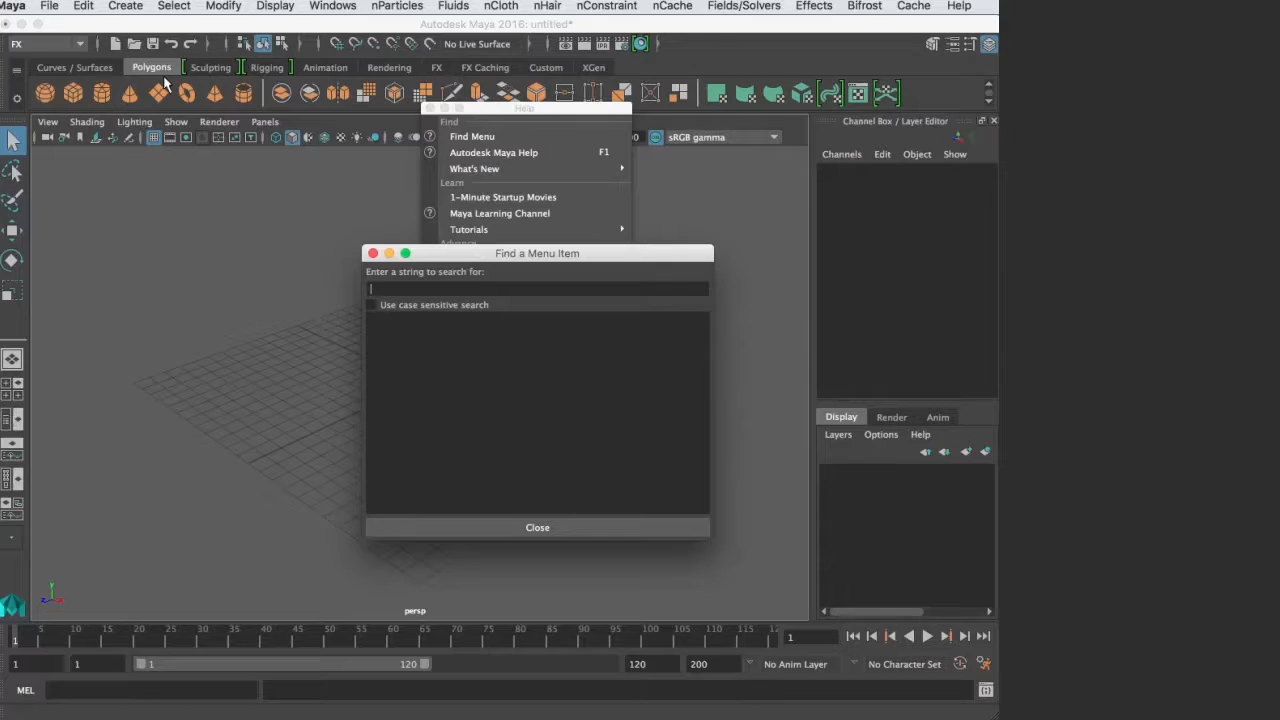 Maya File Edit Create Select Modify Display Windows nParticles Fluids nCloth nHair nConstraint nCache Fields/Solvers Effects Bifrost Cache Help
Autodesk Maya 2016: untitled*
FX No Live Surface
Curves / Surfaces Polygons Sculpting Rigging Animation Rendering FX FX Caching Custom XGen
Help
View Shading Lighting Show Renderer Panels
Find
Channel Box / Layer Editor
Find Menu
sRGB gamma
Autodesk Maya Help F1
Channels Edit Object Show
What's New
Learn
1-Minute Startup Movies
Maya Learning Channel
Tutorials
Find a Menu Item
Enter a string to search for:
Use case sensitive search
Close
Display Render Anim
Layers Options Help
persp
5 10 15 20 25 30 35 40 45 50 55 60 65 70 75 80 85 90 95 100 105 110 115
1 1
1 1 1 120 120 200 No Anim Layer No Character Set
MEL